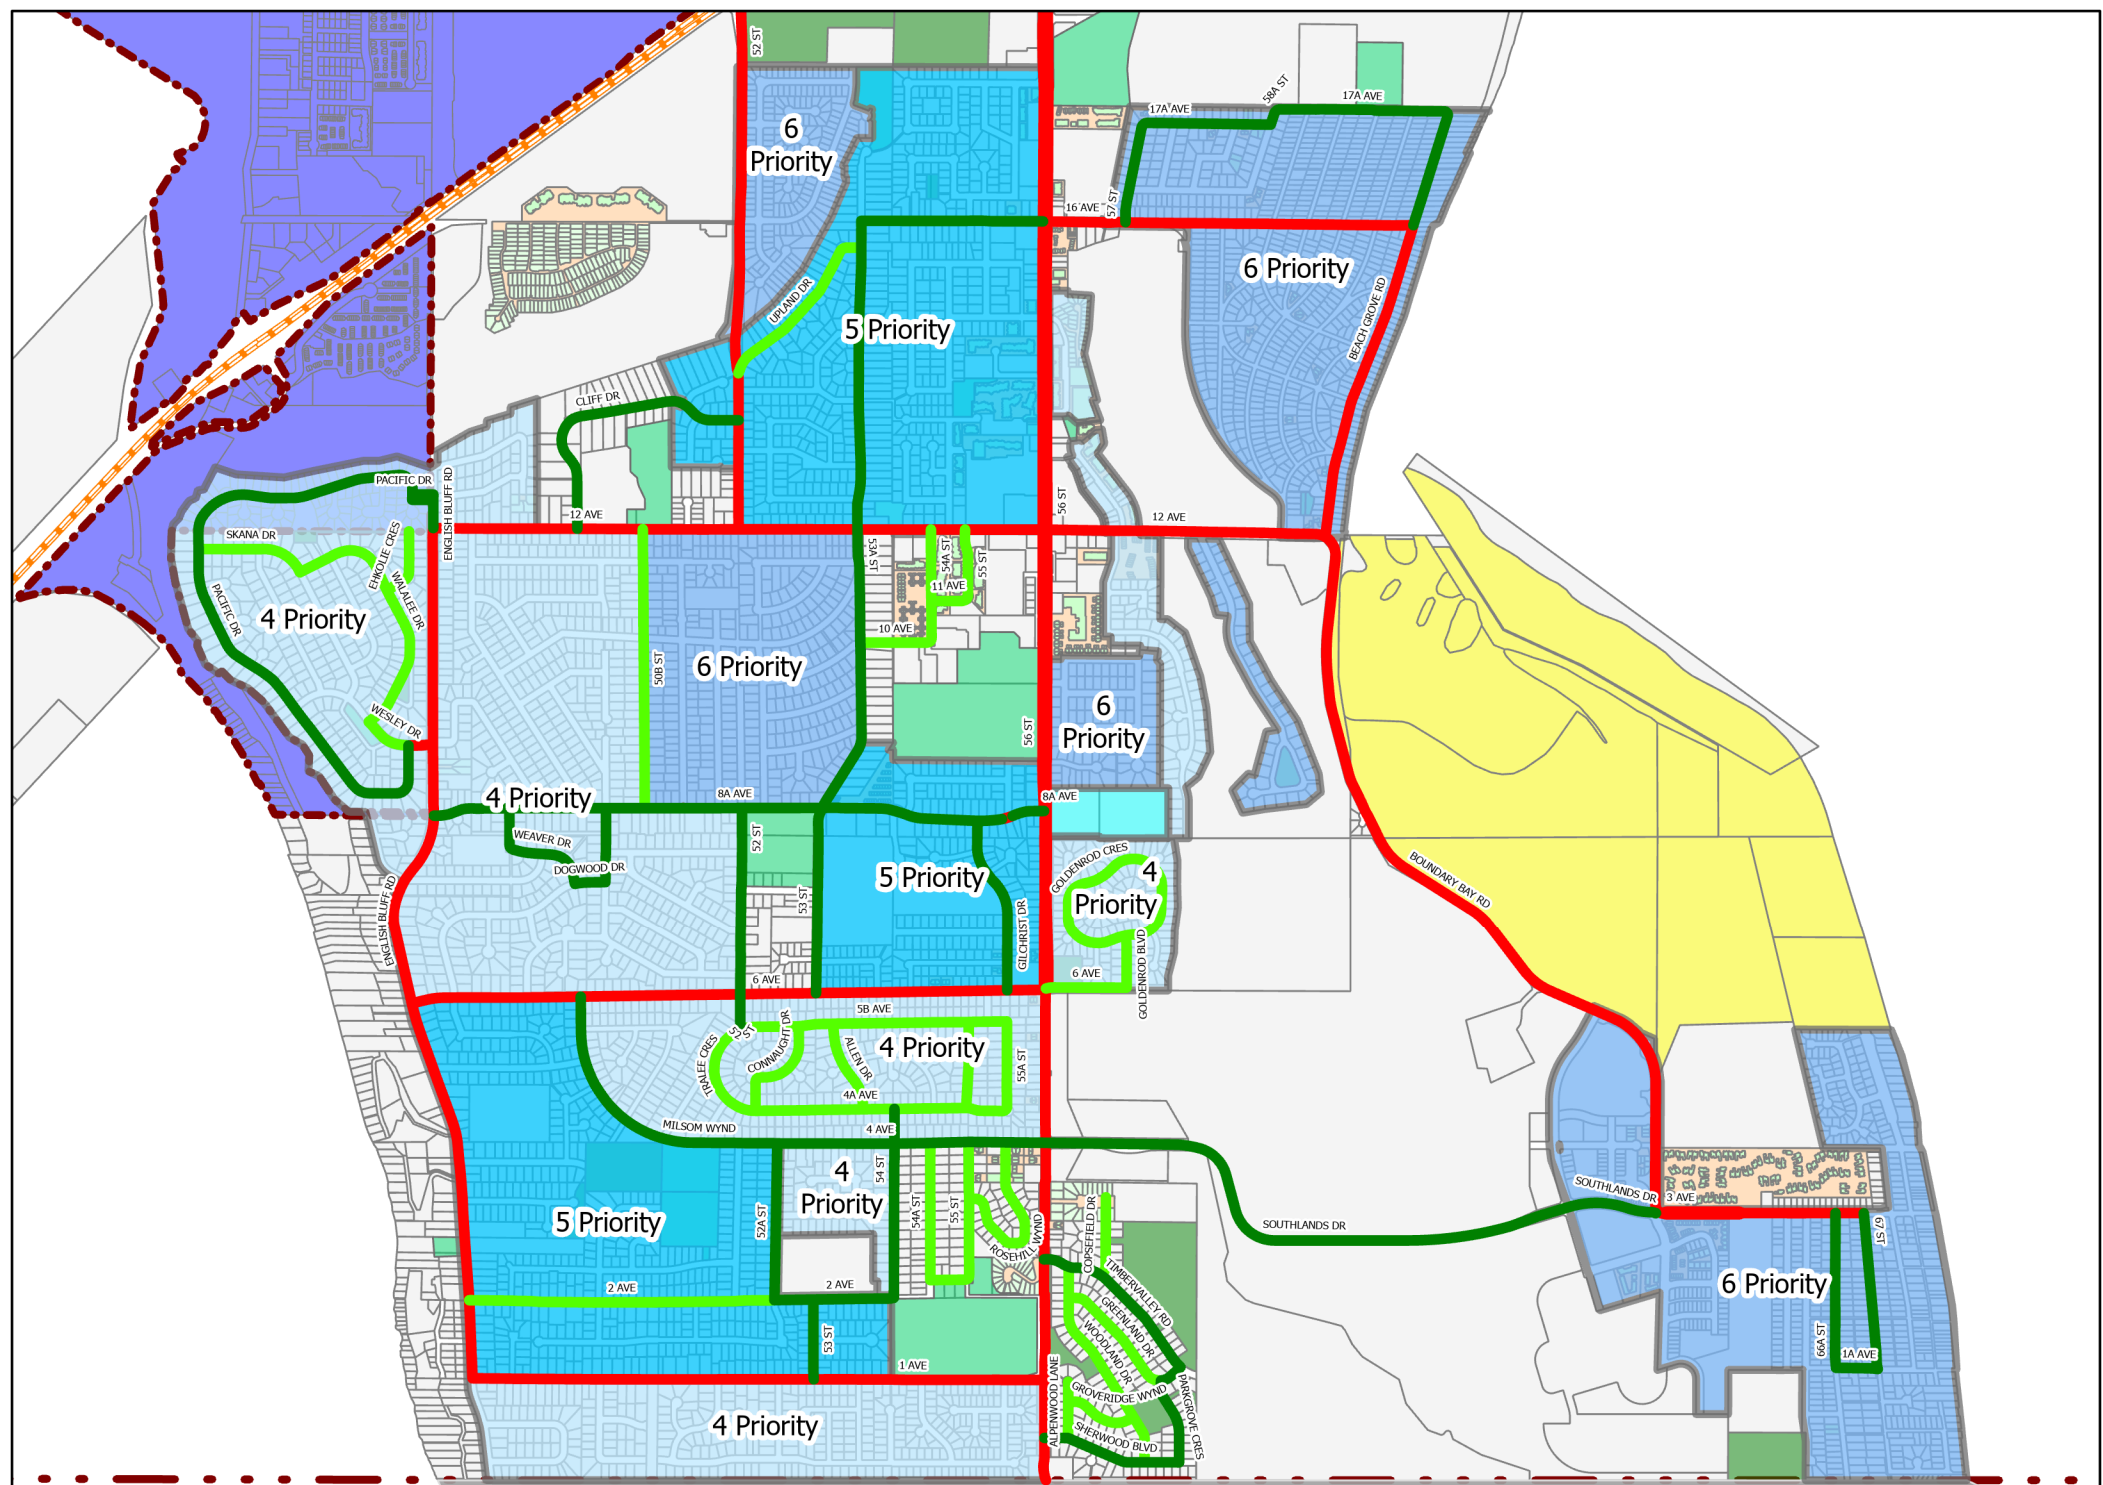 52 ST
6
Priority
17A AVE
58A ST
17A AVE
57 ST
16 AVE
6 Priority
BEACH GROVE RD
UPLAND DR
5 Priority
CLIFF DR
PACIFIC DR
ENGLISH BLUFF RD
12 AVE
56 ST
12 AVE
SKANA DR
EHKOLIE CRES
WALALEE DR
PACIFIC DR
4 Priority
WESLEY DR
50B ST
6 Priority
53A ST
54A ST
55 ST
11 AVE
10 AVE
56 ST
6
Priority
4 Priority
8A AVE
8A AVE
WEAVER DR
DOGWOOD DR
52 ST
53 ST
5 Priority
GILCHRIST DR
GOLDENROD CRES
4
Priority
GOLDENROD BLVD
6 AVE
BOUNDARY BAY RD
ENGLISH BLUFF RD
6 AVE
5B AVE
52 ST
TRALEE CRES
CONNAUGHT DR
ALLEN DR
4 Priority
55A ST
4A AVE
MILSOM WYND
4 AVE
4
Priority
54 ST
52A ST
5 Priority
54A ST
55 ST
ROSEHILL WYND
COPSEFIELD DR
TIMBERVALLEY RD
GREENLAND DR
WOODLAND DR
SOUTHLANDS DR
SOUTHLANDS DR
3 AVE
67 ST
6 Priority
66A ST
1A AVE
2 AVE
2 AVE
53 ST
1 AVE
ALPENWOOD LANE
GROVERIDGE WYND
PARKGROVE CRES
SHERWOOD BLVD
4 Priority